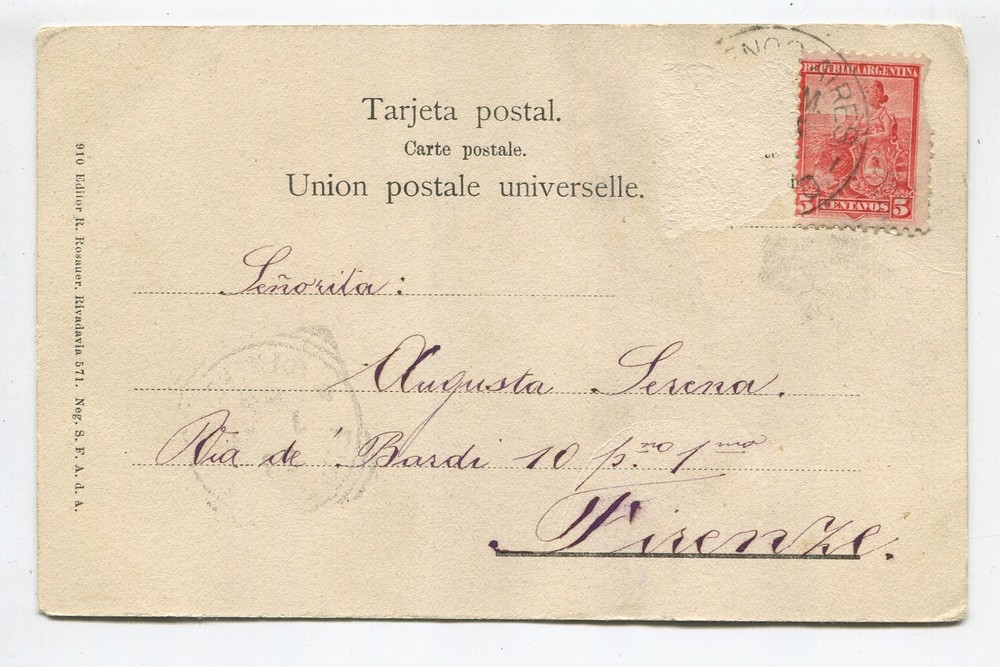 Tarjeta postal.
Carte postale.
Union postale universelle.
REPUBLICA ARGENTINA
5 CENTAVOS 5
910 Editor R. Rosauer. Rivadavia 571. Neg. S. F. A. d. A.
Señorita:
Augusta Serena.
Via de' Bardi 10 p.no 1mo
Firenze.